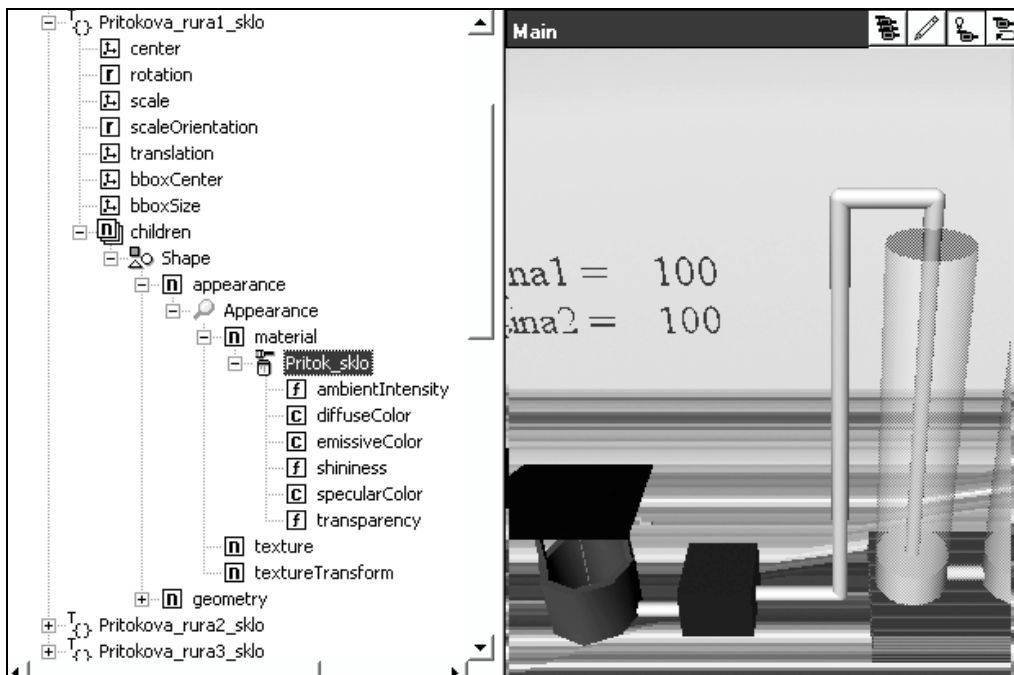 Pritokova_rura1_sklo
center
rotation
scale
scaleOrientation
translation
bboxCenter
bboxSize
children
Shape
appearance
Appearance
material
Pritok_sklo
ambientIntensity
diffuseColor
emissiveColor
shininess
specularColor
transparency
texture
textureTransform
geometry
Pritokova_rura2_sklo
Pritokova_rura3_sklo
Main
na1 = 100
ina2 = 100